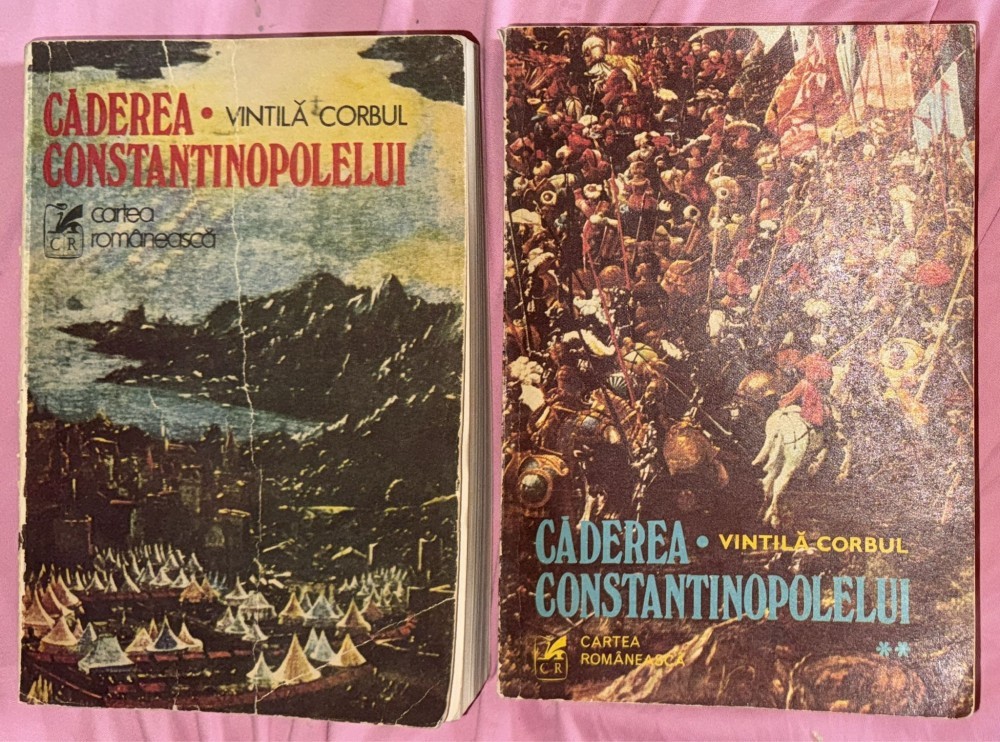 CĂDEREA • VINTILĂ CORBUL
CONSTANTINOPOLELUI
C.R
cartea
românească
CĂDEREA • VINTILĂ CORBUL
CONSTANTINOPOLELUI
**
C.R
CARTEA
ROMÂNEASCĂ